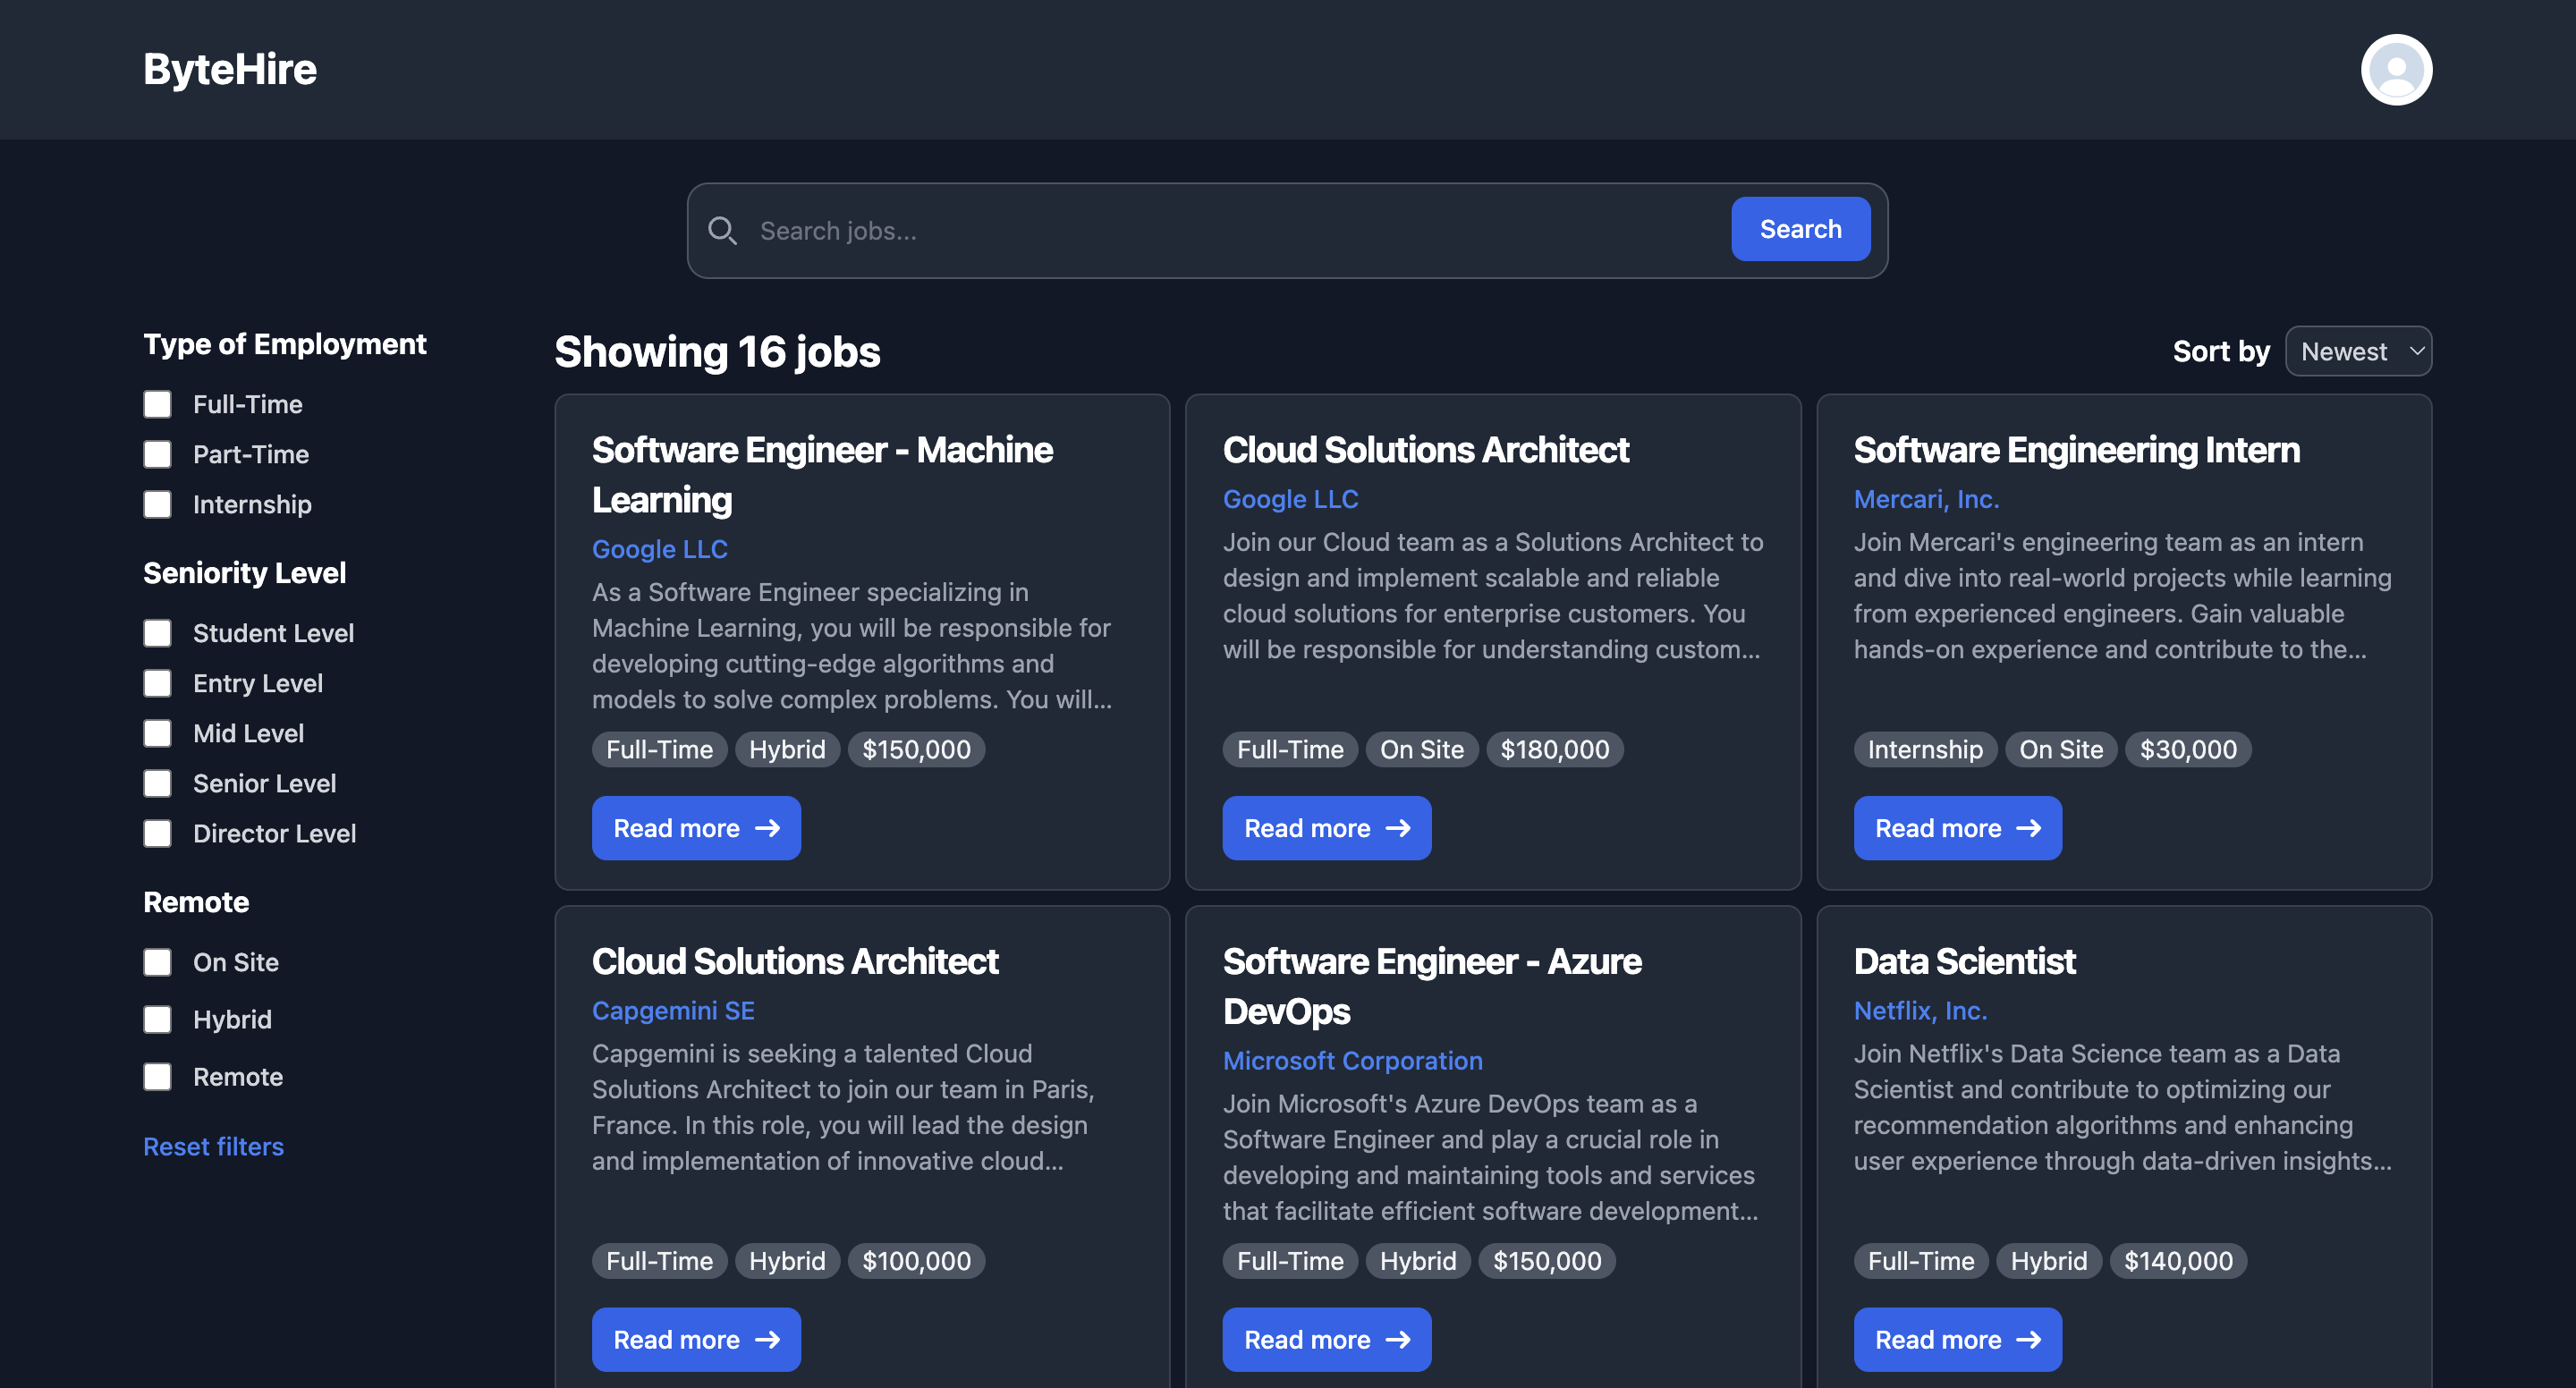 ByteHire
Search jobs...
Search
Type of Employment
Full-Time
Part-Time
Internship
Seniority Level
Student Level
Entry Level
Mid Level
Senior Level
Director Level
Remote
On Site
Hybrid
Remote
Reset filters
Showing 16 jobs
Sort by
Newest
Software Engineer - Machine
Learning
Google LLC
As a Software Engineer specializing in
Machine Learning, you will be responsible for
developing cutting-edge algorithms and
models to solve complex problems. You will...
Full-Time Hybrid $150,000
Read more →
Cloud Solutions Architect
Google LLC
Join our Cloud team as a Solutions Architect to
design and implement scalable and reliable
cloud solutions for enterprise customers. You
will be responsible for understanding custom...
Full-Time On Site $180,000
Read more →
Software Engineering Intern
Mercari, Inc.
Join Mercari's engineering team as an intern
and dive into real-world projects while learning
from experienced engineers. Gain valuable
hands-on experience and contribute to the...
Internship On Site $30,000
Read more →
Cloud Solutions Architect
Capgemini SE
Capgemini is seeking a talented Cloud
Solutions Architect to join our team in Paris,
France. In this role, you will lead the design
and implementation of innovative cloud...
Full-Time Hybrid $100,000
Read more →
Software Engineer - Azure
DevOps
Microsoft Corporation
Join Microsoft's Azure DevOps team as a
Software Engineer and play a crucial role in
developing and maintaining tools and services
that facilitate efficient software development...
Full-Time Hybrid $150,000
Read more →
Data Scientist
Netflix, Inc.
Join Netflix's Data Science team as a Data
Scientist and contribute to optimizing our
recommendation algorithms and enhancing
user experience through data-driven insights...
Full-Time Hybrid $140,000
Read more →